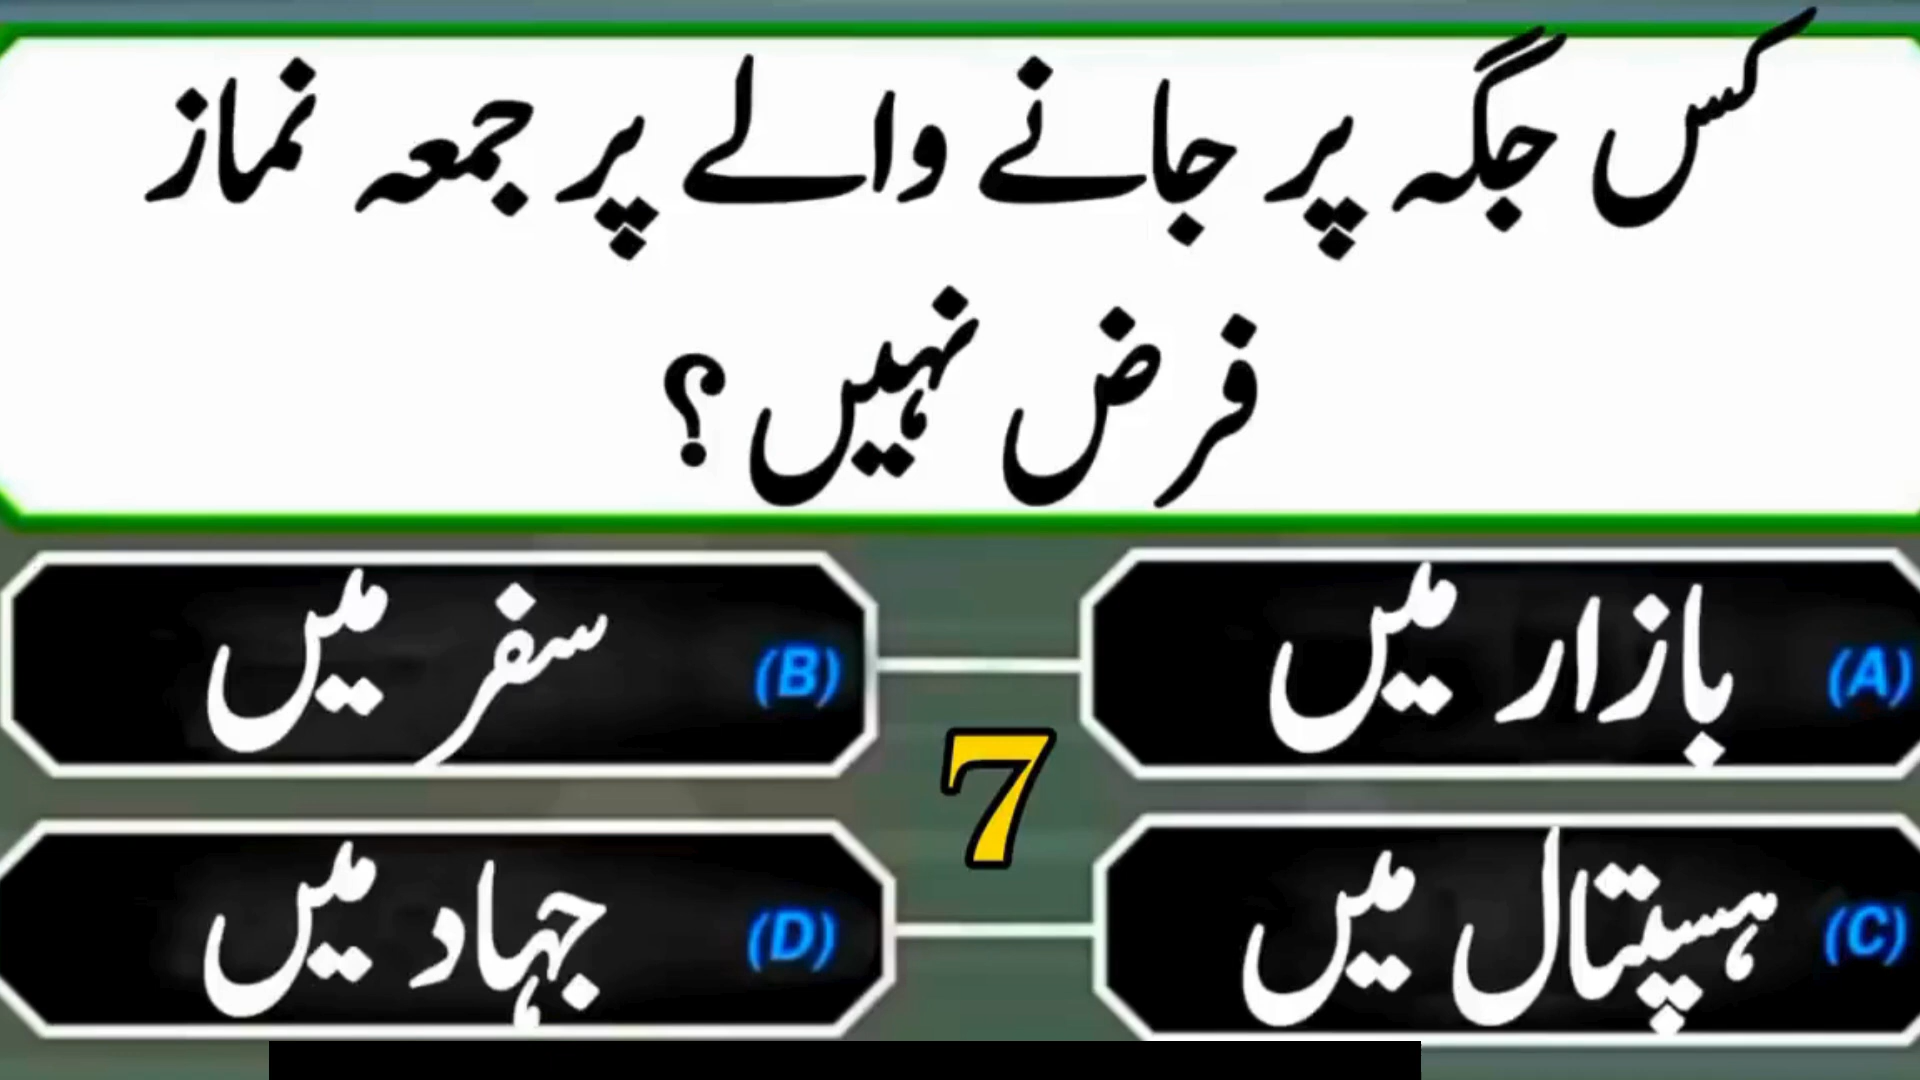 کس جگہ پر جانے والے پر جمعہ نماز
فرض نہیں؟
(A) بازار میں
(B) سفر میں
7
(C) ہسپتال میں
(D) جہاد میں